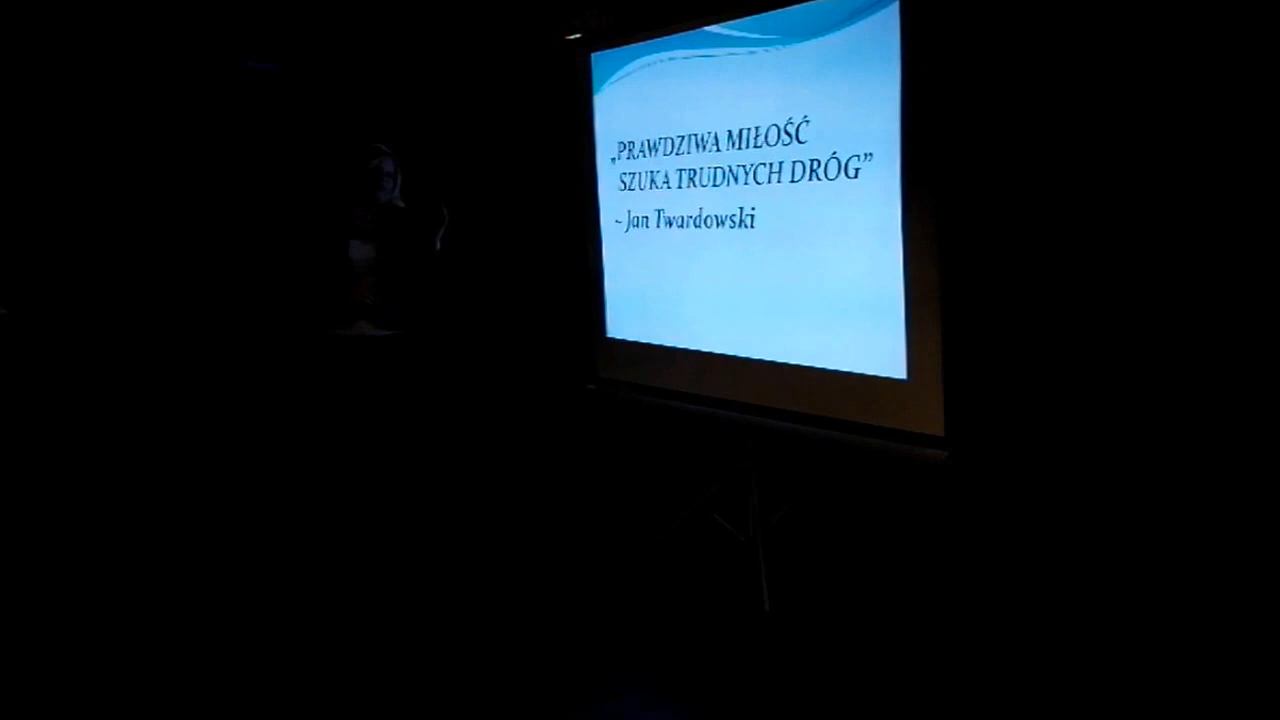 „PRAWDZIWA MIŁOŚĆ
SZUKA TRUDNYCH DRÓG”
~ Jan Twardowski